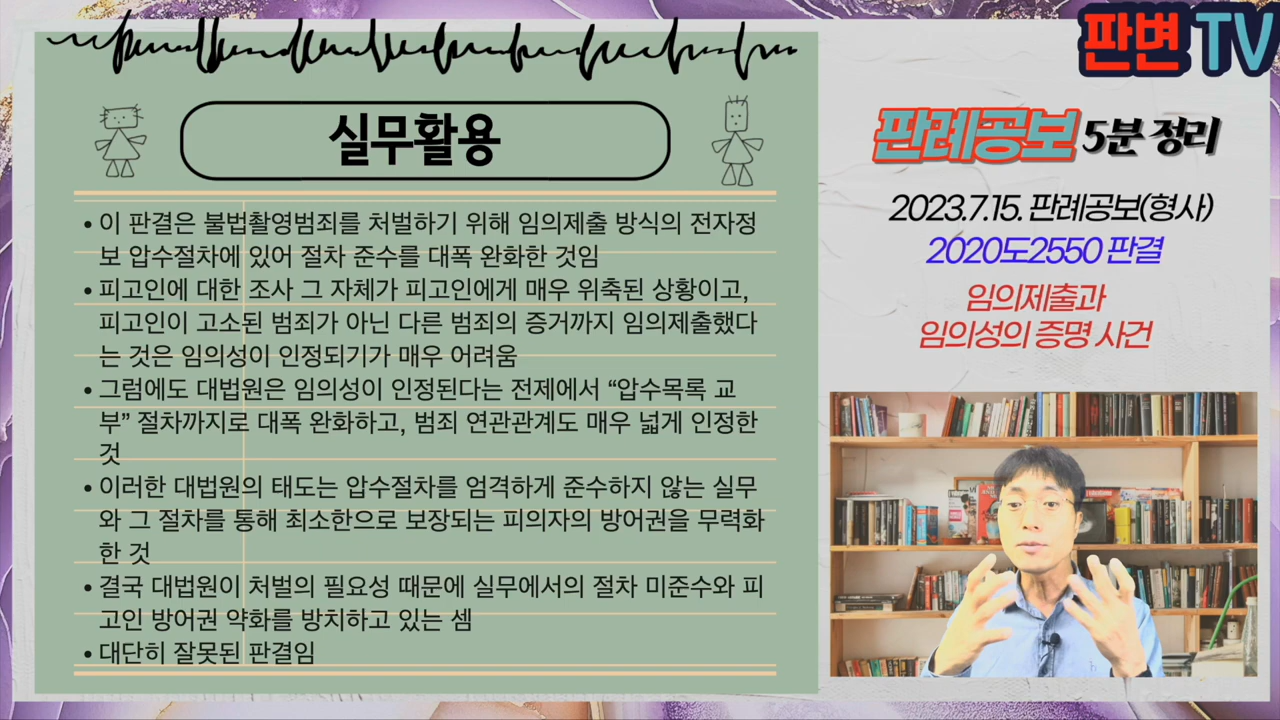 판변 TV
실무활용
• 이 판결은 불법촬영범죄를 처벌하기 위해 임의제출 방식의 전자정
보 압수절차에 있어 절차 준수를 대폭 완화한 것임
• 피고인에 대한 조사 그 자체가 피고인에게 매우 위축된 상황이고,
피고인이 고소된 범죄가 아닌 다른 범죄의 증거까지 임의제출했다
는 것은 임의성이 인정되기가 매우 어려움
• 그럼에도 대법원은 임의성이 인정된다는 전제에서 “압수목록 교
부” 절차까지로 대폭 완화하고, 범죄 연관관계도 매우 넓게 인정한
것
• 이러한 대법원의 태도는 압수절차를 엄격하게 준수하지 않는 실무
와 그 절차를 통해 최소한으로 보장되는 피의자의 방어권을 무력화
한 것
• 결국 대법원이 처벌의 필요성 때문에 실무에서의 절차 미준수와 피
고인 방어권 약화를 방치하고 있는 셈
• 대단히 잘못된 판결임
판례공보 5분 정리
2023.7.15. 판례공보(형사)
2020도2550 판결
임의제출과
임의성의 증명 사건